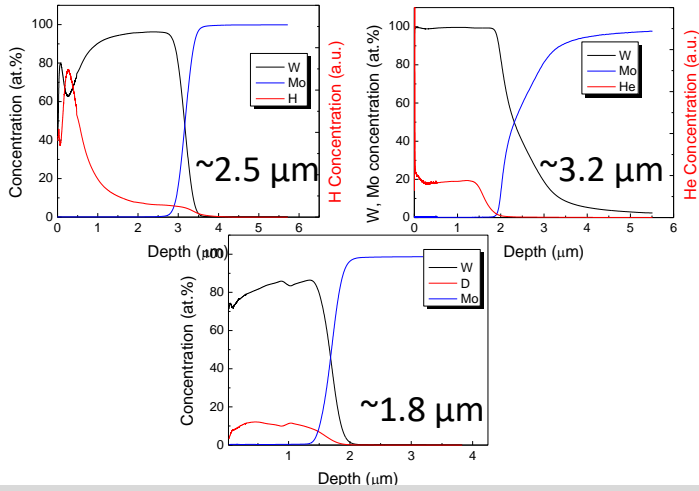 100
80
60
40
20
0
Concentration (at.%)
W
Mo
H
~2.5 μm
H Concentration (a.u.)
0 1 2 3 4 5 6
Depth (μm)
100
80
60
40
20
0
W, Mo concentration (at.%)
W
Mo
He
~3.2 μm
He Concentration (a.u.)
0 1 2 3 4 5 6
Depth (μm)
100
80
60
40
20
0
Concentration (at.%)
W
D
Mo
~1.8 μm
1 2 3 4
Depth (μm)